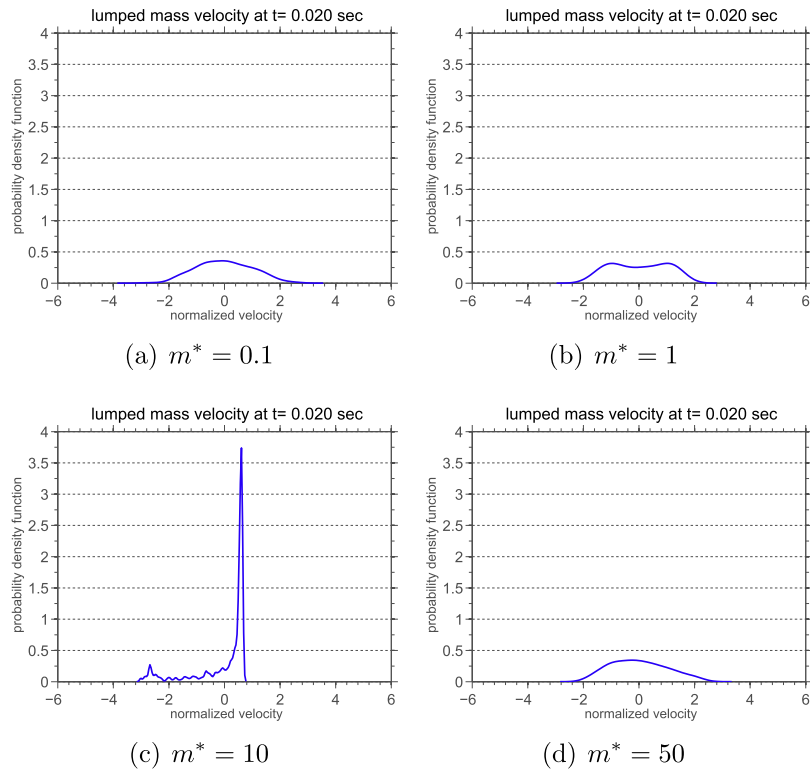 lumped mass velocity at t= 0.020 sec
4
3.5
3
2.5
2
1.5
1
0.5
0
probability density function
−6 −4 −2 0 2 4 6
normalized velocity
(a) m* = 0.1
lumped mass velocity at t= 0.020 sec
4
3.5
3
2.5
2
1.5
1
0.5
0
probability density function
−6 −4 −2 0 2 4 6
normalized velocity
(b) m* = 1
lumped mass velocity at t= 0.020 sec
4
3.5
3
2.5
2
1.5
1
0.5
0
probability density function
−6 −4 −2 0 2 4 6
normalized velocity
(c) m* = 10
lumped mass velocity at t= 0.020 sec
4
3.5
3
2.5
2
1.5
1
0.5
0
probability density function
−6 −4 −2 0 2 4 6
normalized velocity
(d) m* = 50